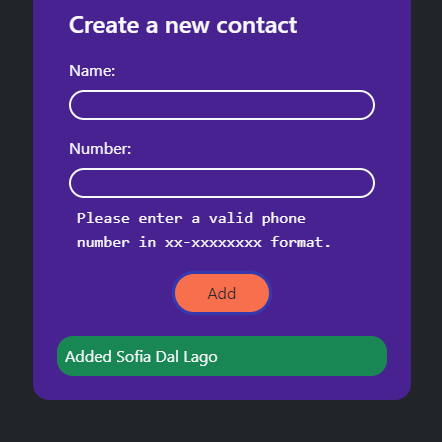 Create a new contact
Name:
Number:
Please enter a valid phone
number in xx-xxxxxxxx format.
Add
Added Sofia Dal Lago